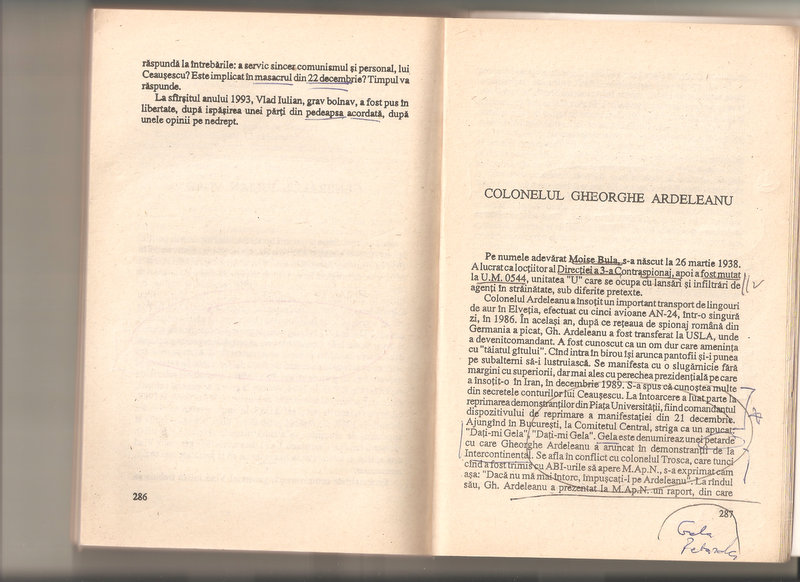 răspundă la întrebările: a servic sincer comunismul și personal, lui
Ceaușescu? Este implicat în masacrul din 22 decembrie? Timpul va
răspunde.
La sfîrșitul anului 1993, Vlad Iulian, grav bolnav, a fost pus în
libertate, după ispășirea unei părți din pedeapsa acordată, după
unele opinii pe nedrept.
286
COLONELUL GHEORGHE ARDELEANU
Pe numele adevărat Moise Bula, s-a născut la 26 martie 1938.
A lucrat ca locțiitor al Direcției a 3-a Contraspionaj, apoi a fost mutat
la U.M. 0544, unitatea "U" care se ocupa cu lansări și infiltrări de
agenți în străinătate, sub diferite pretexte.
Colonelul Ardeleanu a însoțit un important transport de lingouri
de aur în Elveția, efectuat cu cinci avioane AN-24, într-o singură
zi, în 1986. În același an, după ce rețeaua de spionaj română din
Germania a picat, Gh. Ardeleanu a fost transferat la USLA, unde
a devenit comandant. A fost cunoscut ca un om dur care amenința
cu "tăiatul gîtului". Cînd intra în birou își arunca pantofii și-i punea
pe subalterni să-i lustruiască. Se manifesta cu o slugărnicie fără
margini cu superiorii, dar mai ales cu perechea prezidențială pe care
a însoțit-o în Iran, în decembrie 1989. S-a spus că cunoștea multe
din secretele conturilor lui Ceaușescu. La întoarcere a luat parte la
reprimarea demonstranților din Piața Universității, fiind comandantul
dispozitivului de reprimare a manifestației din 21 decembrie.
Ajungînd în București, la Comitetul Central, striga ca un apucat:
"Dați-mi Gela", "Dați-mi Gela". Gela este denumirea unei petarde
cu care Gheorghe Ardeleanu a aruncat în demonstranții de la
Intercontinental. Se afla în conflict cu colonelul Trosca, care atunci
cînd a fost trimis cu ABI-urile să apere M.Ap.N., s-a exprimat cam
așa: "Dacă nu mă mai întorc, împușcați-l pe Ardeleanu". La rîndul
său, Gh. Ardeleanu a prezentat la M.Ap.N. un raport, din care
287
Gela